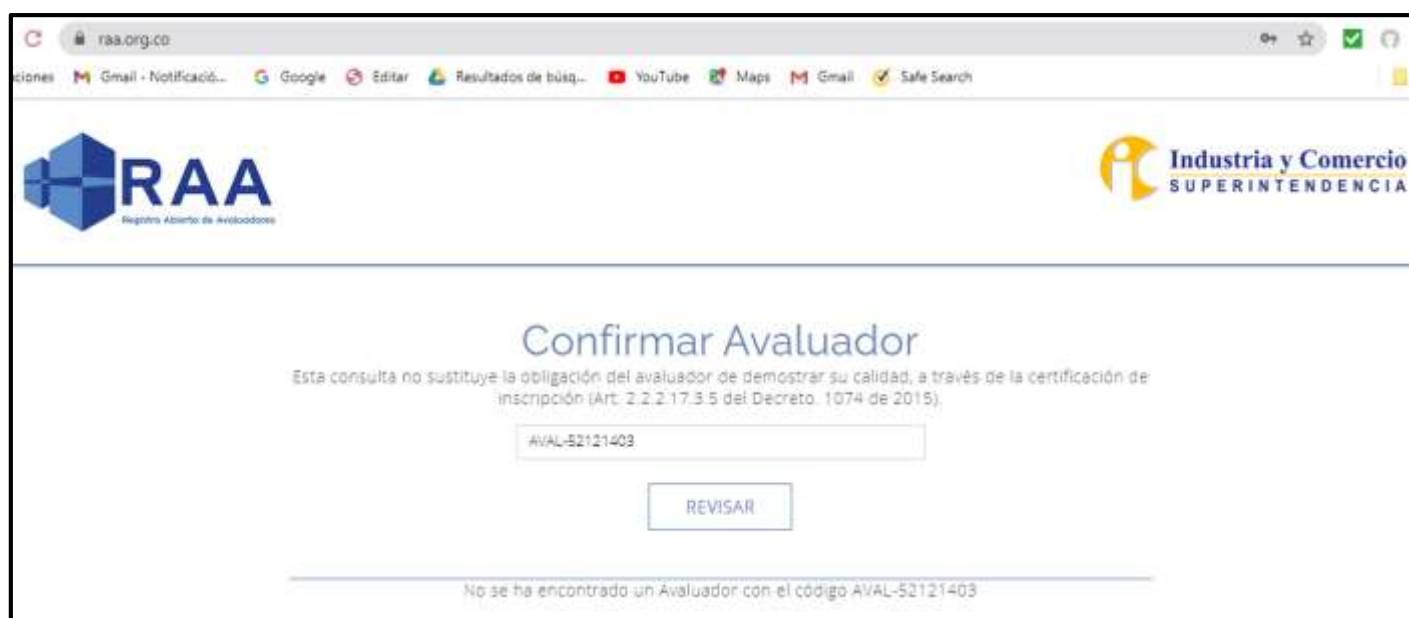 raa.org.co
ciones Gmail - Notificació... Google Editar Resultados de búsq... YouTube Maps Gmail Safe Search
RAA
Registro Abierto de Avaluadores
Industria y Comercio
SUPERINTENDENCIA
Confirmar Avaluador
Esta consulta no sustituye la obligación del avaluador de demostrar su calidad, a través de la certificación de
inscripción (Art. 2.2.2.17.3.5 del Decreto. 1074 de 2015).
AVAL-52121403
REVISAR
No se ha encontrado un Avaluador con el código AVAL-52121403